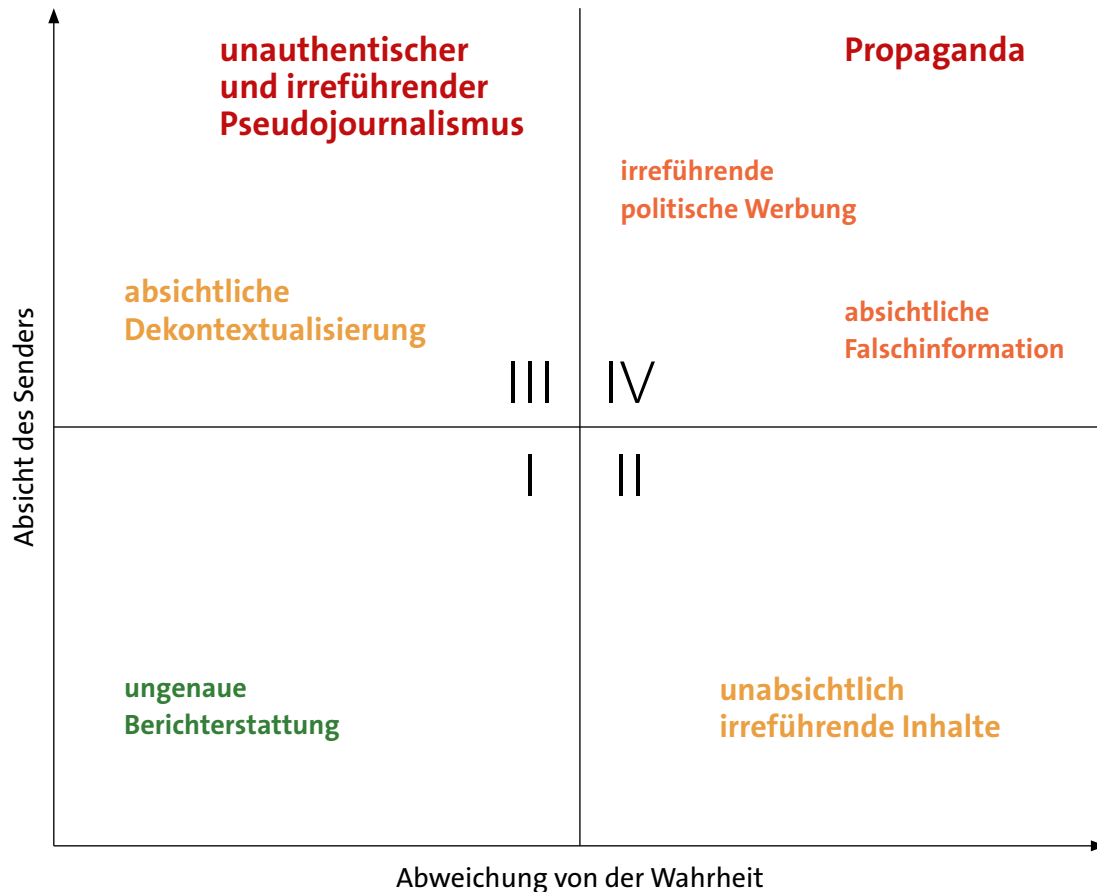 unauthentischer
und irreführender
Pseudojournalismus
Propaganda
irreführende
politische Werbung
absichtliche
Dekontextualisierung
absichtliche
Falschinformation
III
IV
I
II
ungenaue
Berichterstattung
unabsichtlich
irreführende Inhalte
Absicht des Senders
Abweichung von der Wahrheit